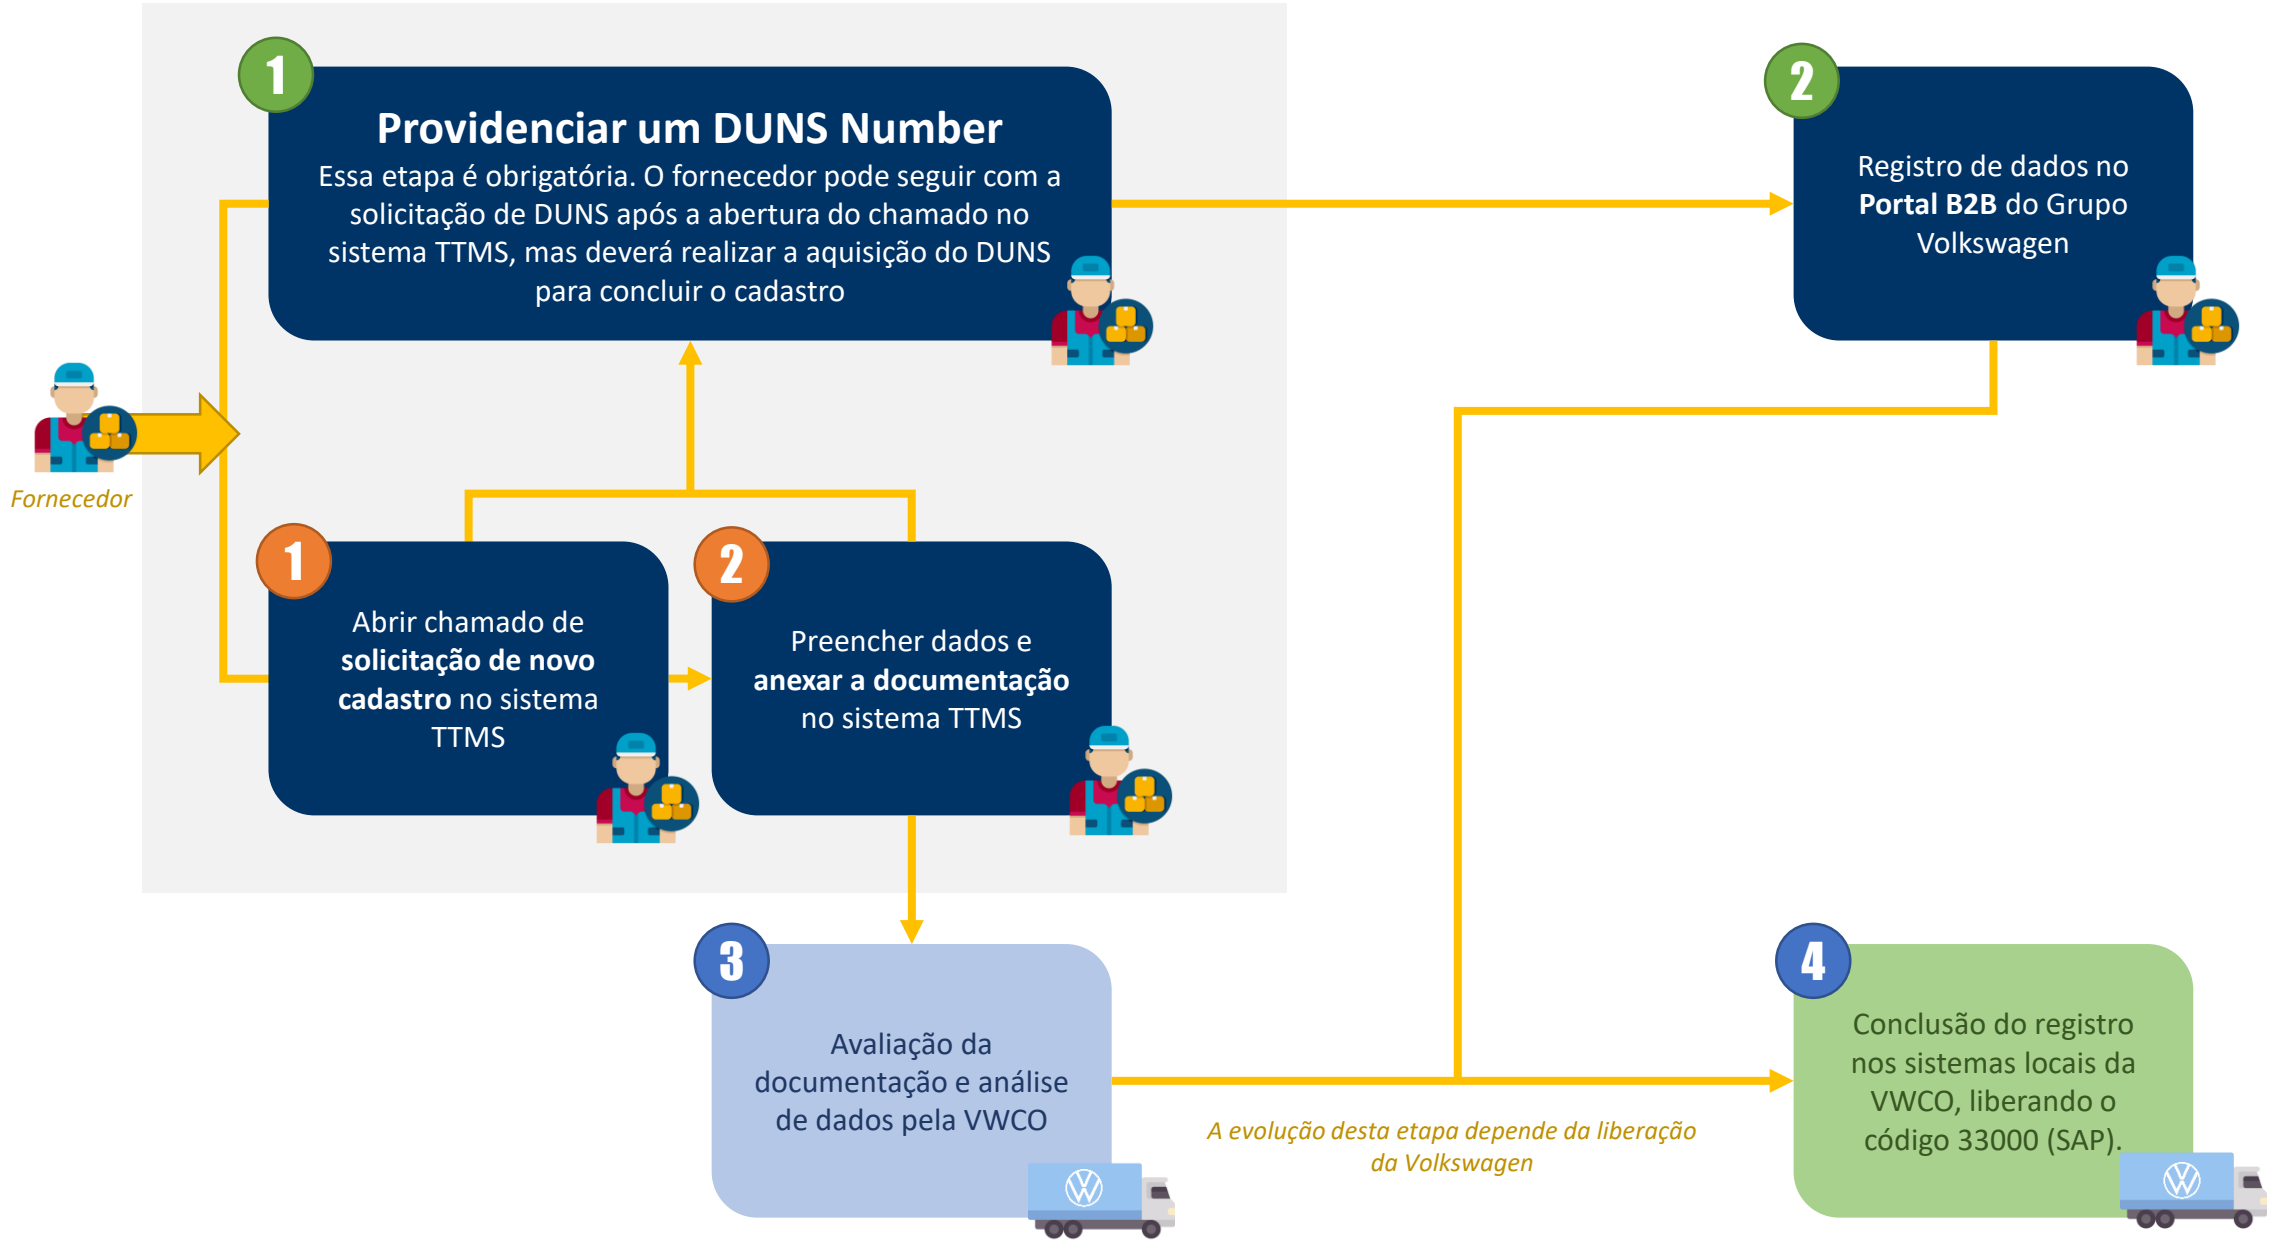 1
Providenciar um DUNS Number
Essa etapa é obrigatória. O fornecedor pode seguir com a
solicitação de DUNS após a abertura do chamado no
sistema TTMS, mas deverá realizar a aquisição do DUNS
para concluir o cadastro
2
Registro de dados no
Portal B2B do Grupo
Volkswagen
Fornecedor
1
Abrir chamado de
solicitação de novo
cadastro no sistema
TTMS
2
Preencher dados e
anexar a documentação
no sistema TTMS
3
Avaliação da
documentação e análise
de dados pela VWCO
A evolução desta etapa depende da liberação
da Volkswagen
4
Conclusão do registro
nos sistemas locais da
VWCO, liberando o
código 33000 (SAP).